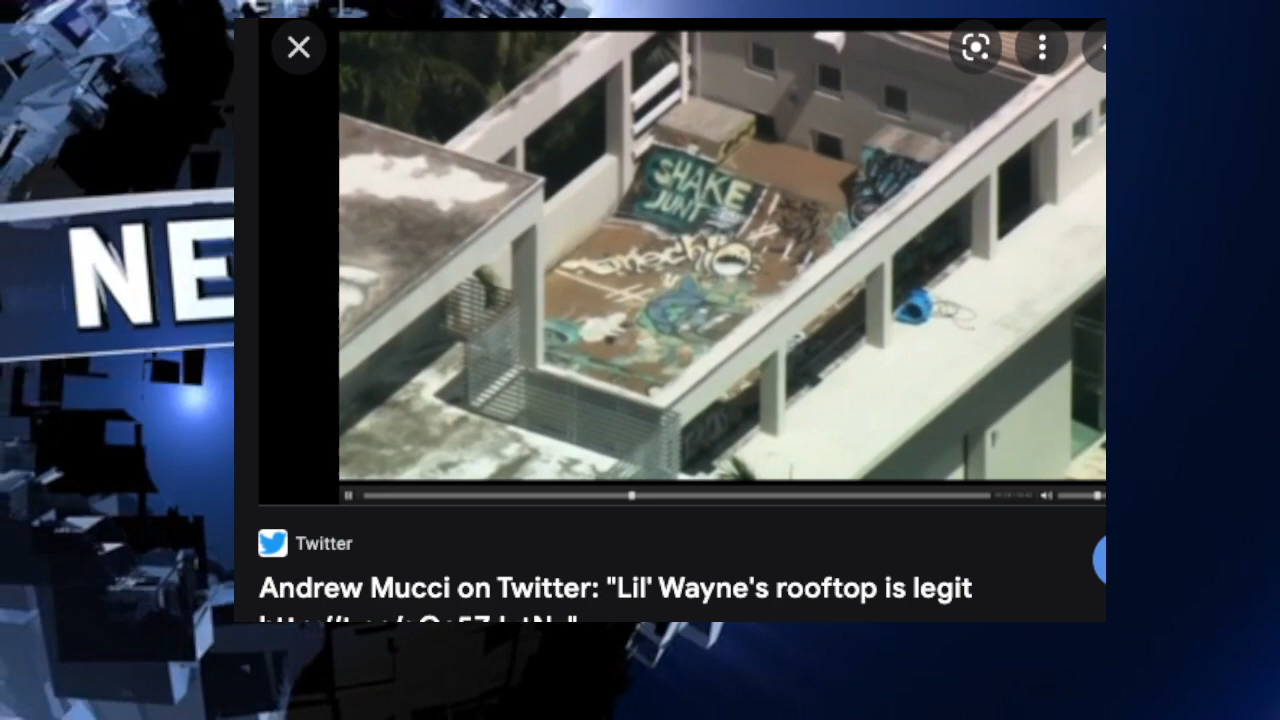 NE
SHAKE
JUNT
Twitter
Andrew Mucci on Twitter: "Lil' Wayne's rooftop is legit